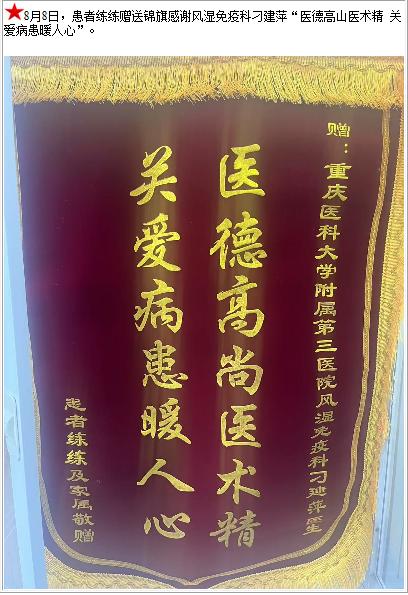 8月8日，患者练练赠送锦旗感谢风湿免疫科刁建萍“医德高山医术精 关
爱病患暖人心”。
赠：重庆医科大学附属第三医院风湿免疫科刁建萍医生
医德高尚医术精
关爱病患暖人心
患者练练及家属敬赠